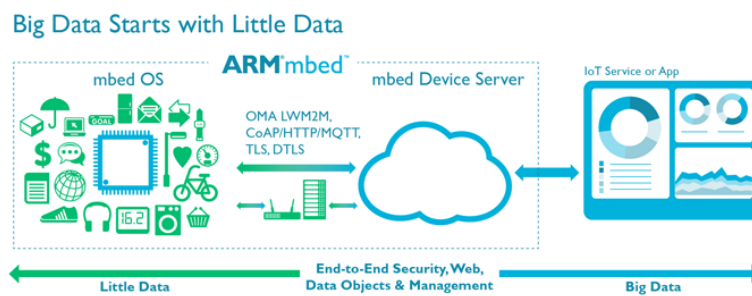 Big Data Starts with Little Data
ARM®mbed™
mbed OS
mbed Device Server
IoT Service or App
OMA LWM2M,
CoAP/HTTP/MQTT,
TLS, DTLS
GOAL
$
16.2
End-to-End Security, Web,
Data Objects & Management
Little Data
Big Data